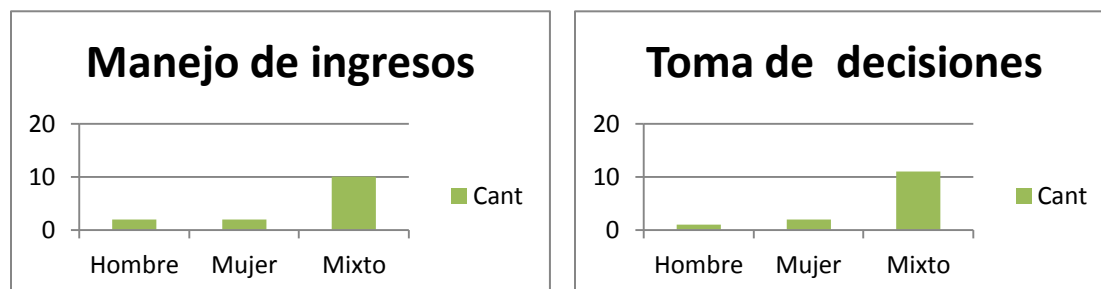 Manejo de ingresos
20
10
0
Hombre Mujer Mixto
Cant
Toma de  decisiones
20
10
0
Hombre Mujer Mixto
Cant